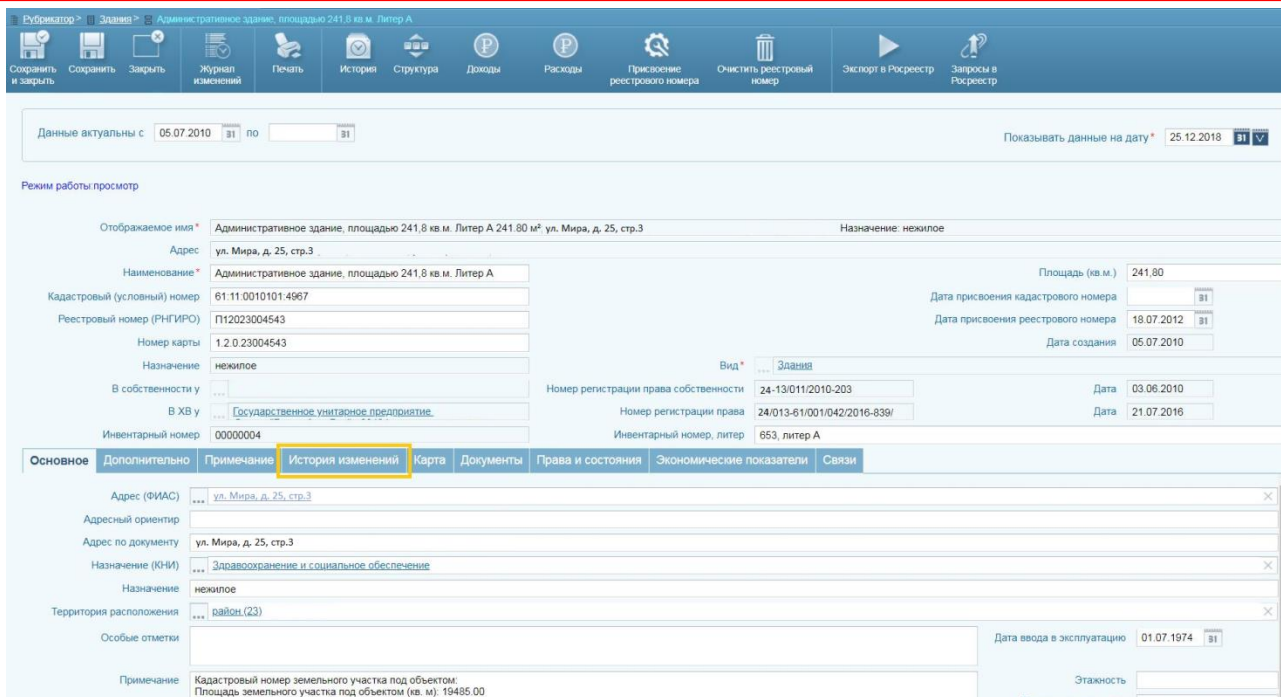 Рубрикатор > Здания > Административное здание, площадью 241,8 кв.м. Литер А
Сохранить и закрыть
Сохранить
Закрыть
Журнал изменений
Печать
История
Структура
Доходы
Расходы
Присвоение реестрового номера
Очистить реестровый номер
Экспорт в Росреестр
Запросы в Росреестр
Данные актуальны с 05.07.2010 31 по 31
Показывать данные на дату* 25.12.2018 31
Режим работы:просмотр
Отображаемое имя* Административное здание, площадью 241,8 кв.м. Литер А 241.80 м², ул. Мира, д. 25, стр.3 Назначение: нежилое
Адрес ул. Мира, д. 25, стр.3
Наименование* Административное здание, площадью 241,8 кв.м. Литер А Площадь (кв.м.) 241,80
Кадастровый (условный) номер 61:11:0010101:4967 Дата присвоения кадастрового номера 31
Реестровый номер (РНГИРО) П12023004543 Дата присвоения реестрового номера 18.07.2012 31
Номер карты 1.2.0.23004543 Дата создания 05.07.2010
Назначение нежилое Вид* ... Здания
В собственности у ... Номер регистрации права собственности 24-13/011/2010-203 Дата 03.06.2010
В ХВ у ... Государственное унитарное предприятие Номер регистрации права 24/013-61/001/042/2016-839/ Дата 21.07.2016
Инвентарный номер 00000004 Инвентарный номер, литер 653, литер А
Основное Дополнительно Примечание История изменений Карта Документы Права и состояния Экономические показатели Связи
Адрес (ФИАС) ... ул. Мира, д. 25, стр.3
Адресный ориентир
Адрес по документу ул. Мира, д. 25, стр.3
Назначение (КНИ) ... Здравоохранение и социальное обеспечение
Назначение нежилое
Территория расположения ... район (23)
Особые отметки Дата ввода в эксплуатацию 01.07.1974 31
Примечание Кадастровый номер земельного участка под объектом: Этажность
Площадь земельного участка под объектом (кв. м): 19485.00